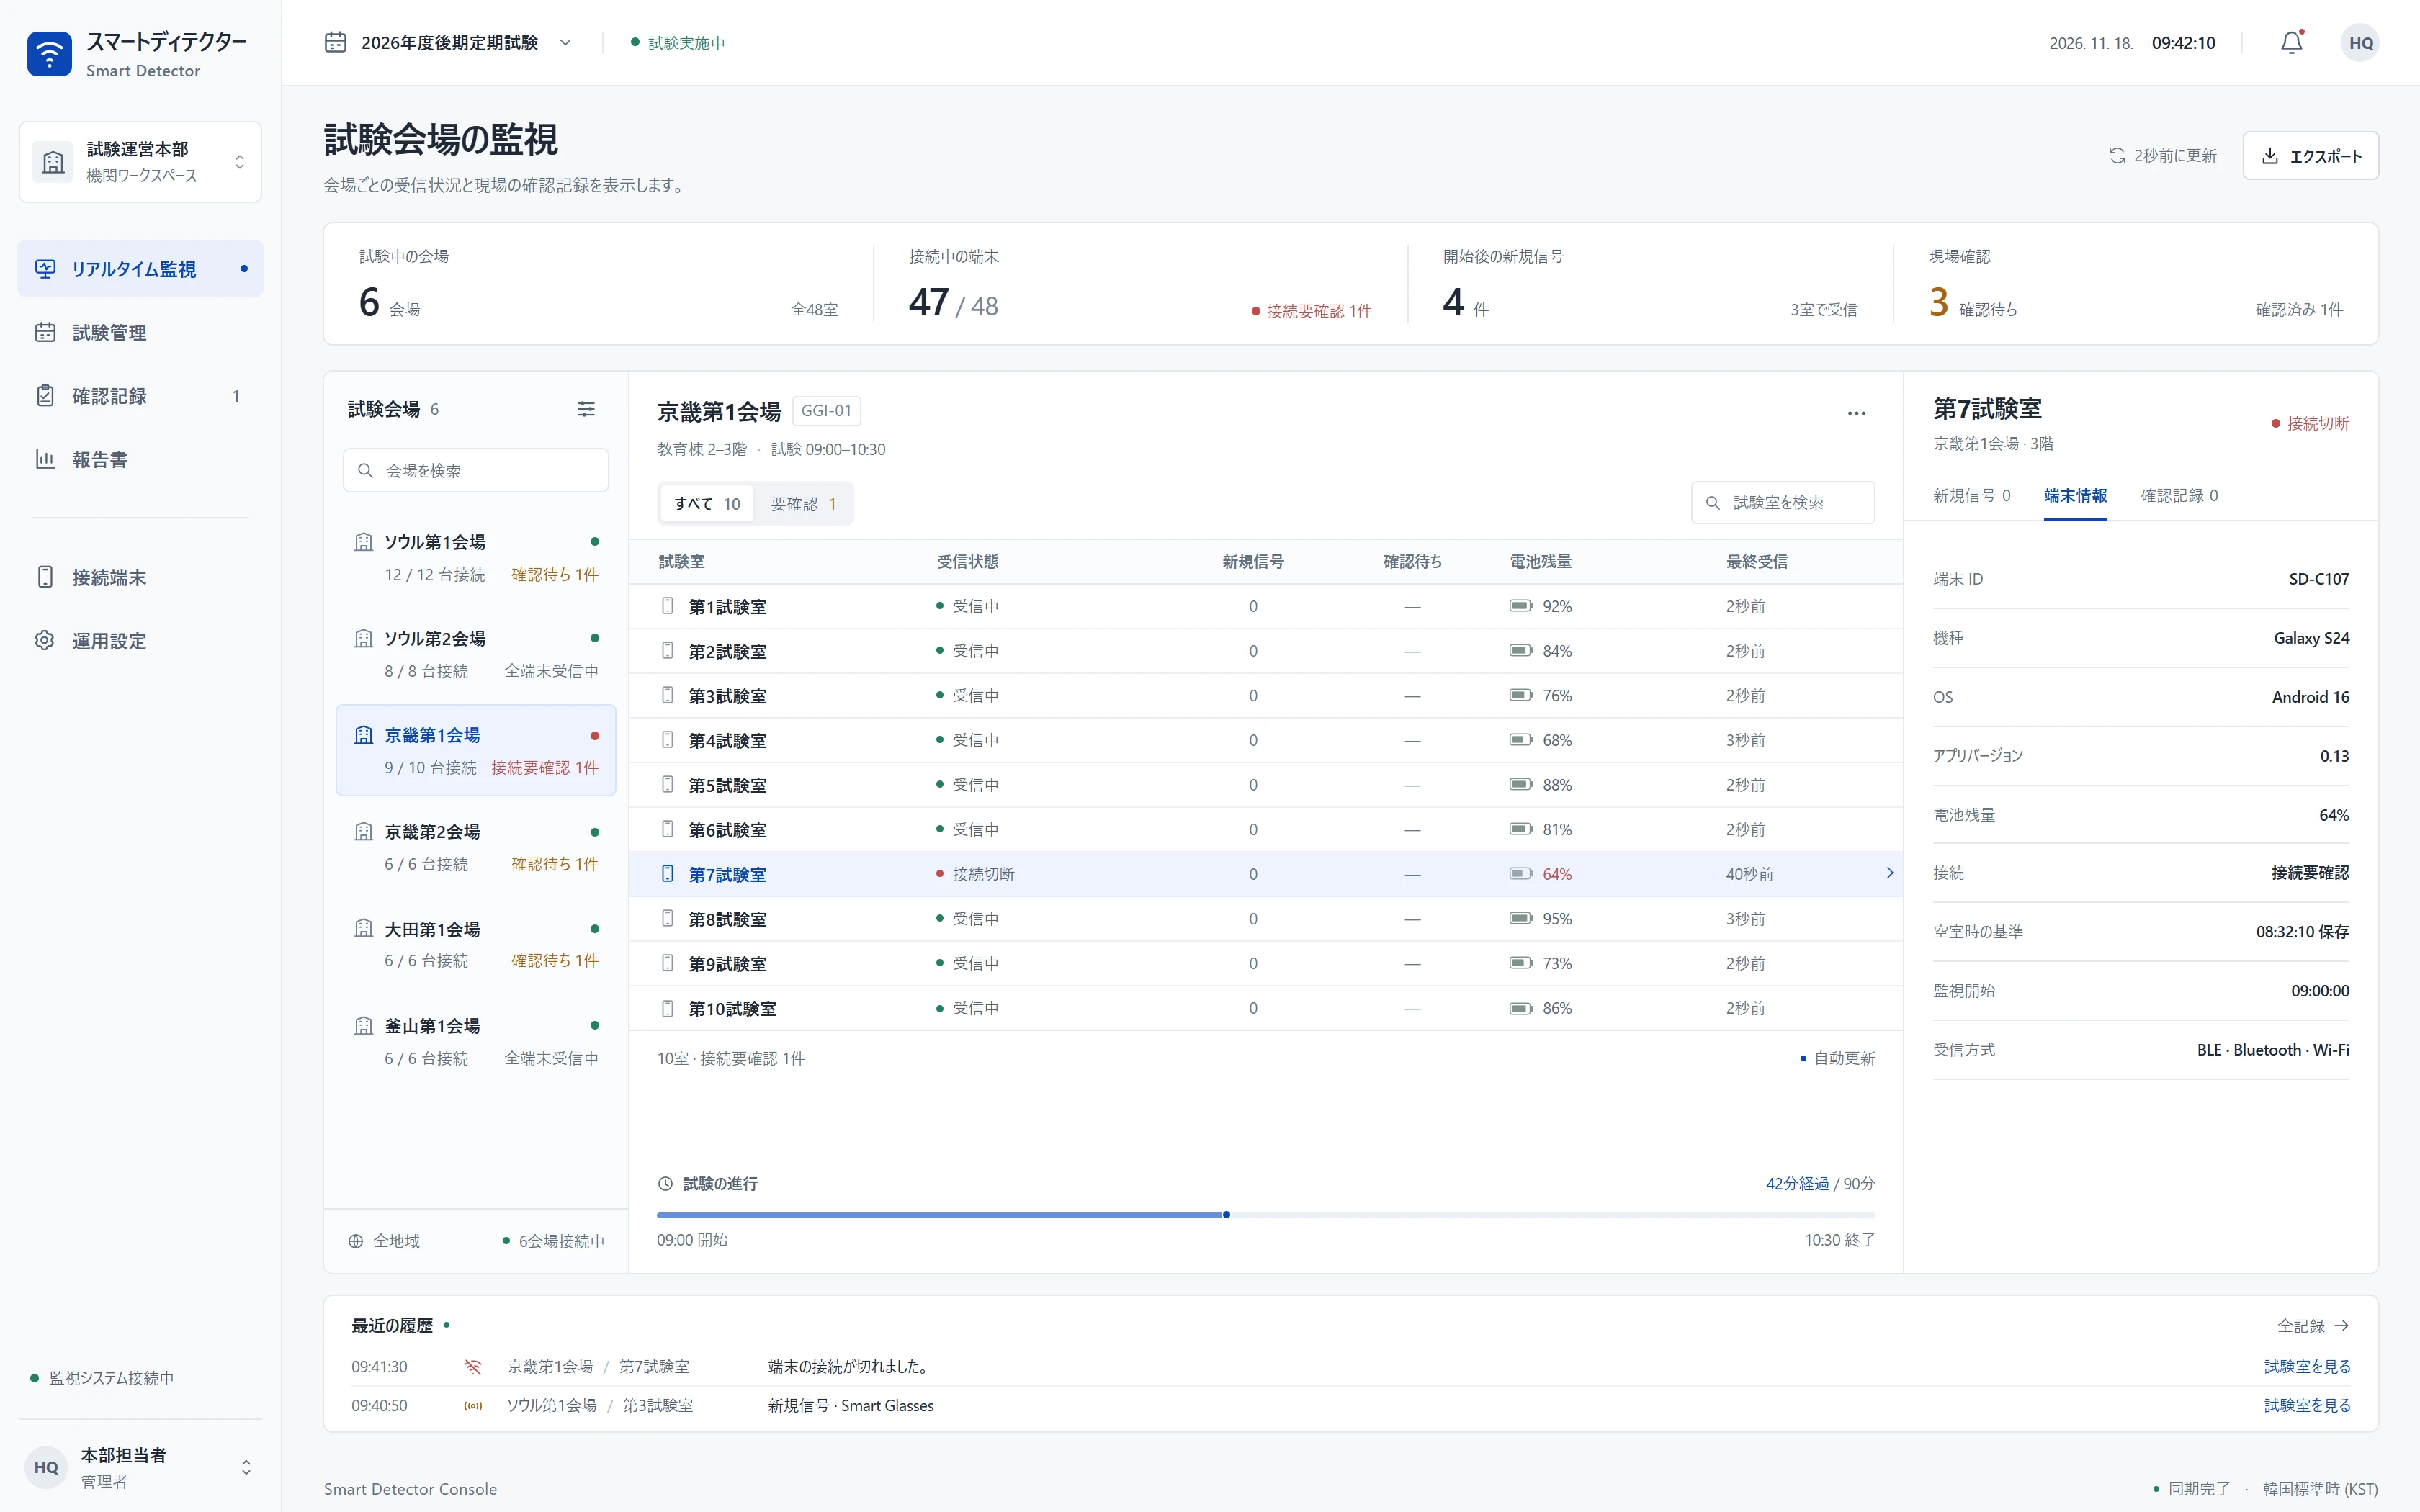 スマートディテクター
Smart Detector
試験運営本部
機関ワークスペース
リアルタイム監視
試験管理
確認記録 1
報告書
接続端末
運用設定
監視システム接続中
HQ 本部担当者
管理者
2026年度後期定期試験 試験実施中
2026. 11. 18. 09:42:10 HQ
試験会場の監視
会場ごとの受信状況と現場の確認記録を表示します。
2秒前に更新 エクスポート
試験中の会場
6 会場 全48室
接続中の端末
47 / 48 接続要確認 1件
開始後の新規信号
4 件 3室で受信
現場確認
3 確認待ち 確認済み 1件
試験会場 6
会場を検索
ソウル第1会場
12 / 12 台接続 確認待ち 1件
ソウル第2会場
8 / 8 台接続 全端末受信中
京畿第1会場
9 / 10 台接続 接続要確認 1件
京畿第2会場
6 / 6 台接続 確認待ち 1件
大田第1会場
6 / 6 台接続 確認待ち 1件
釜山第1会場
6 / 6 台接続 全端末受信中
全地域 6会場接続中
京畿第1会場 GGI-01
教育棟 2–3階 · 試験 09:00–10:30
すべて 10 要確認 1
試験室を検索
試験室 受信状態 新規信号 確認待ち 電池残量 最終受信
第1試験室 受信中 0 — 92% 2秒前
第2試験室 受信中 0 — 84% 2秒前
第3試験室 受信中 0 — 76% 2秒前
第4試験室 受信中 0 — 68% 3秒前
第5試験室 受信中 0 — 88% 2秒前
第6試験室 受信中 0 — 81% 2秒前
第7試験室 接続切断 0 — 64% 40秒前
第8試験室 受信中 0 — 95% 3秒前
第9試験室 受信中 0 — 73% 2秒前
第10試験室 受信中 0 — 86% 2秒前
10室 · 接続要確認 1件 自動更新
試験の進行 42分経過 / 90分
09:00 開始 10:30 終了
第7試験室
京畿第1会場 · 3階
接続切断
新規信号 0 端末情報 確認記録 0
端末 ID SD-C107
機種 Galaxy S24
OS Android 16
アプリバージョン 0.13
電池残量 64%
接続 接続要確認
空室時の基準 08:32:10 保存
監視開始 09:00:00
受信方式 BLE · Bluetooth · Wi-Fi
最近の履歴 全記録
09:41:30 京畿第1会場 / 第7試験室 端末の接続が切れました。 試験室を見る
09:40:50 ソウル第1会場 / 第3試験室 新規信号 · Smart Glasses 試験室を見る
Smart Detector Console 同期完了 · 韓国標準時 (KST)